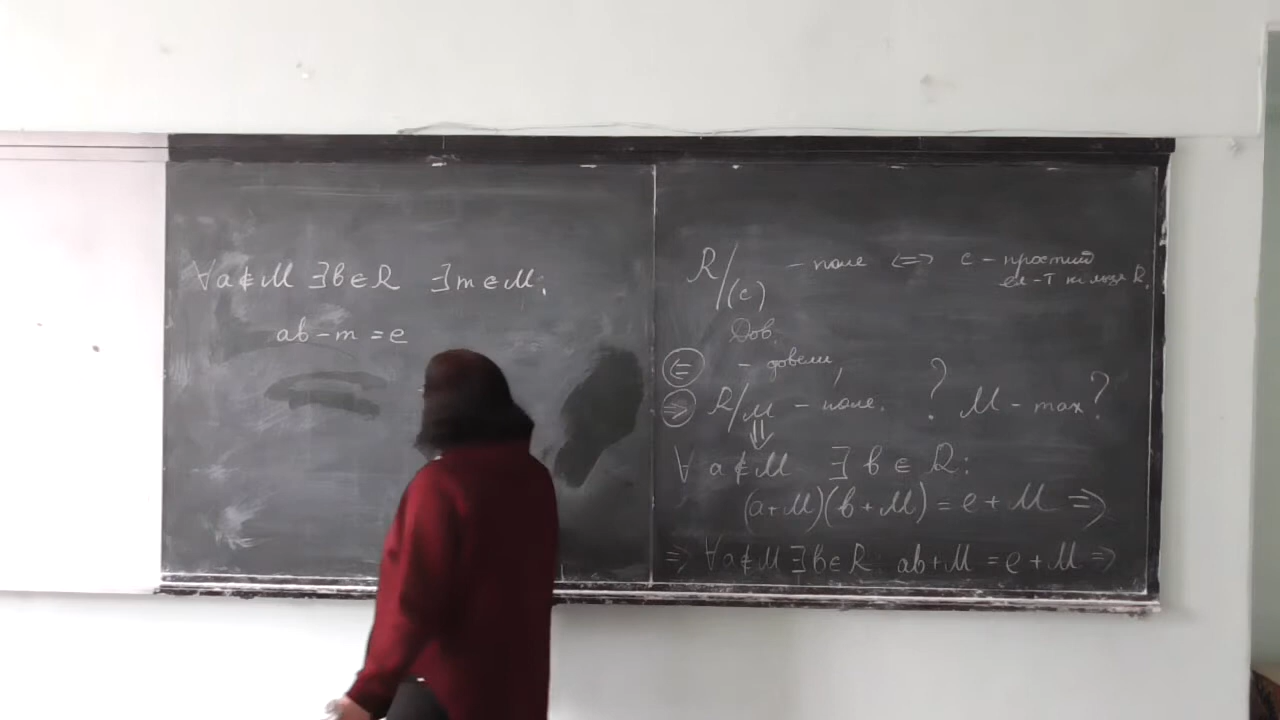 ∀a∉M ∃b∈R ∃m∈M:
ab-m=e
R/(c) - поле <=> c - простий
ел-т кільця R.
Дов.
(⇐) - довели,
(⇒) R/M - поле. ? M - max?
⇓
∀ a∉M ∃ b∈R:
(a+M)(b+M)=e+M ⇒
⇒ ∀a∉M ∃b∈R: ab+M=e+M ⇒